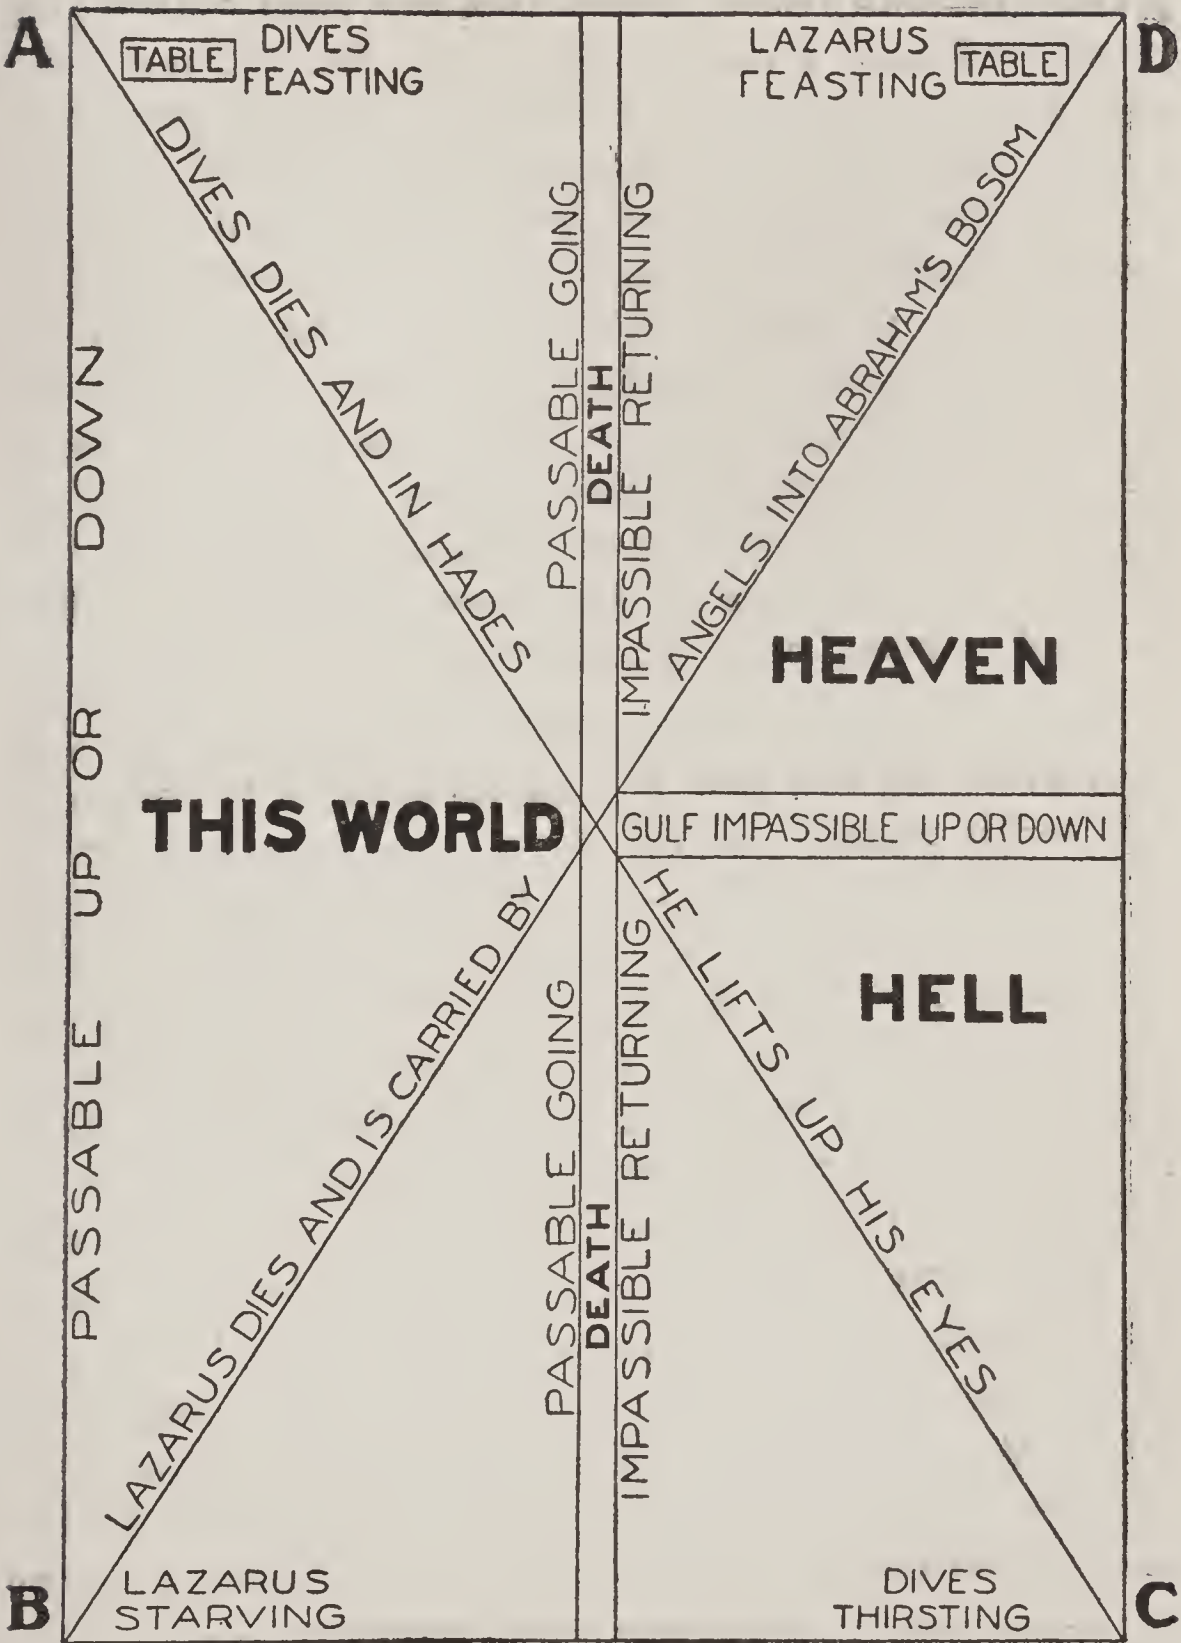 A
TABLE
DIVES
FEASTING
LAZARUS
FEASTING
TABLE
D
DIVES DIES AND IN HADES
PASSABLE GOING
DEATH
IMPASSIBLE RETURNING
ANGELS INTO ABRAHAM'S BOSOM
HEAVEN
PASSABLE UP OR DOWN
THIS WORLD
GULF IMPASSIBLE UP OR DOWN
LAZARUS DIES AND IS CARRIED BY
PASSABLE GOING
DEATH
IMPASSIBLE RETURNING
HE LIFTS UP HIS EYES
HELL
B
LAZARUS
STARVING
DIVES
THIRSTING
C